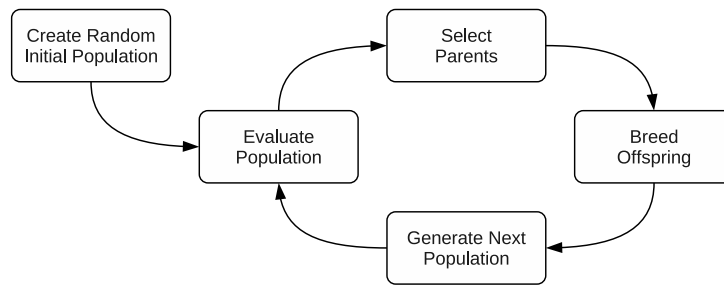 Create Random
Initial Population
Select
Parents
Evaluate
Population
Breed
Offspring
Generate Next
Population